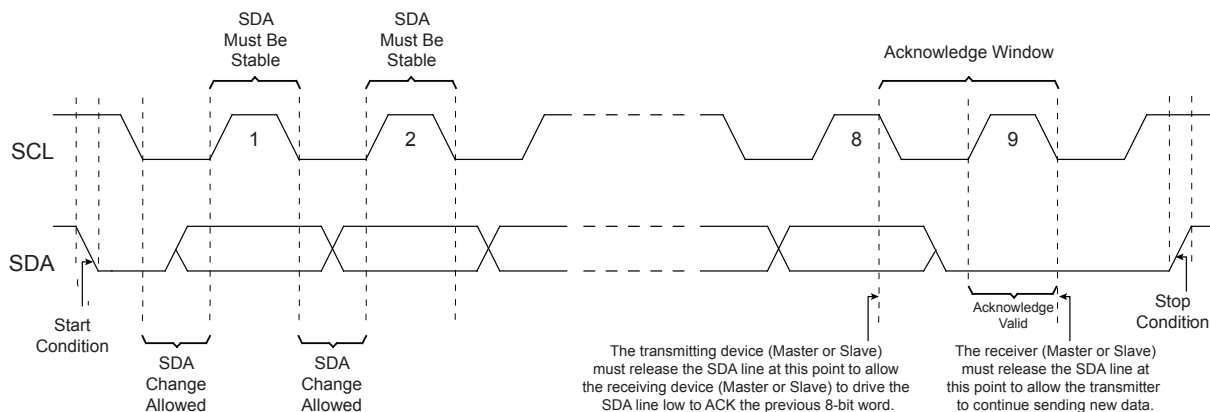 SDA
Must Be
Stable
SDA
Must Be
Stable
Acknowledge Window
SCL
1
2
8
9
SDA
Start
Condition
SDA
Change
Allowed
SDA
Change
Allowed
Acknowledge
Valid
Stop
Condition
The transmitting device (Master or Slave)
must release the SDA line at this point to allow
the receiving device (Master or Slave) to drive the
SDA line low to ACK the previous 8-bit word.
The receiver (Master or Slave)
must release the SDA line at
this point to allow the transmitter
to continue sending new data.